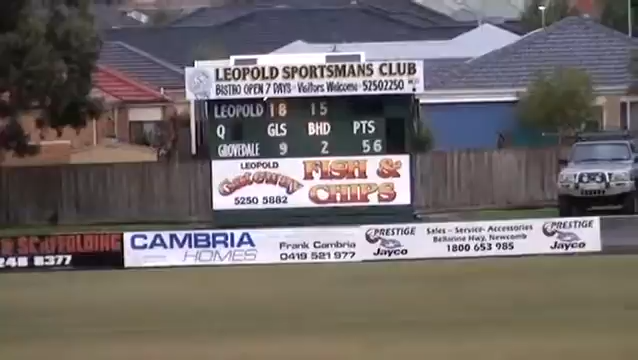 LEOPOLD SPORTSMANS CLUB
BISTRO OPEN 7 DAYS Visitors Welcome 52502250
LEOPOLD 18 15
Q GLS BHD PTS
GROVEDALE 9 2 56
LEOPOLD
Gateway FISH & CHIPS
5250 5882
SCAFFOLDING
248 8377
CAMBRIA HOMES
Frank Cambria
0419 521 977
PRESTIGE Jayco
Sales - Service - Accessories
Bellarine Hwy, Newcomb
1800 653 985
PRESTIGE Jayco